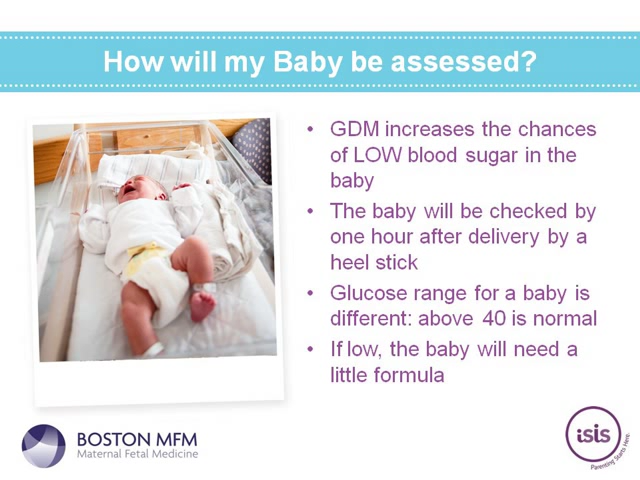 How will my Baby be assessed?
• GDM increases the chances
of LOW blood sugar in the
baby
• The baby will be checked by
one hour after delivery by a
heel stick
• Glucose range for a baby is
different: above 40 is normal
• If low, the baby will need a
little formula
BOSTON MFM
Maternal Fetal Medicine
isis
Parenting Starts Here.